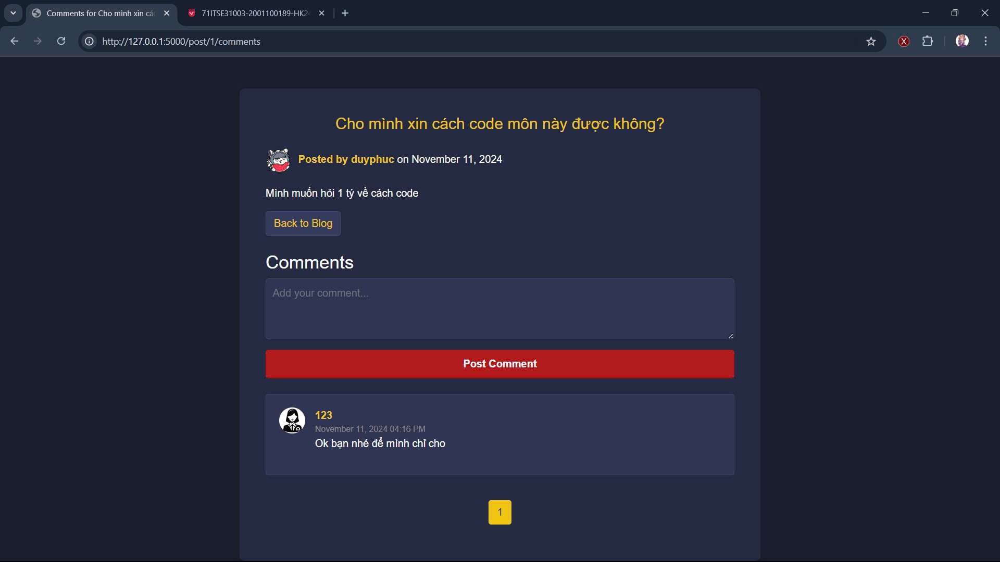 Comments for Cho mình xin cá
71ITSE31003-2001100189-HK2
http://127.0.0.1:5000/post/1/comments
X
Cho mình xin cách code môn này được không?
Posted by duyphuc on November 11, 2024
Mình muốn hỏi 1 tý về cách code
Back to Blog
Comments
Add your comment...
Post Comment
123
November 11, 2024 04:16 PM
Ok bạn nhé để mình chỉ cho
1